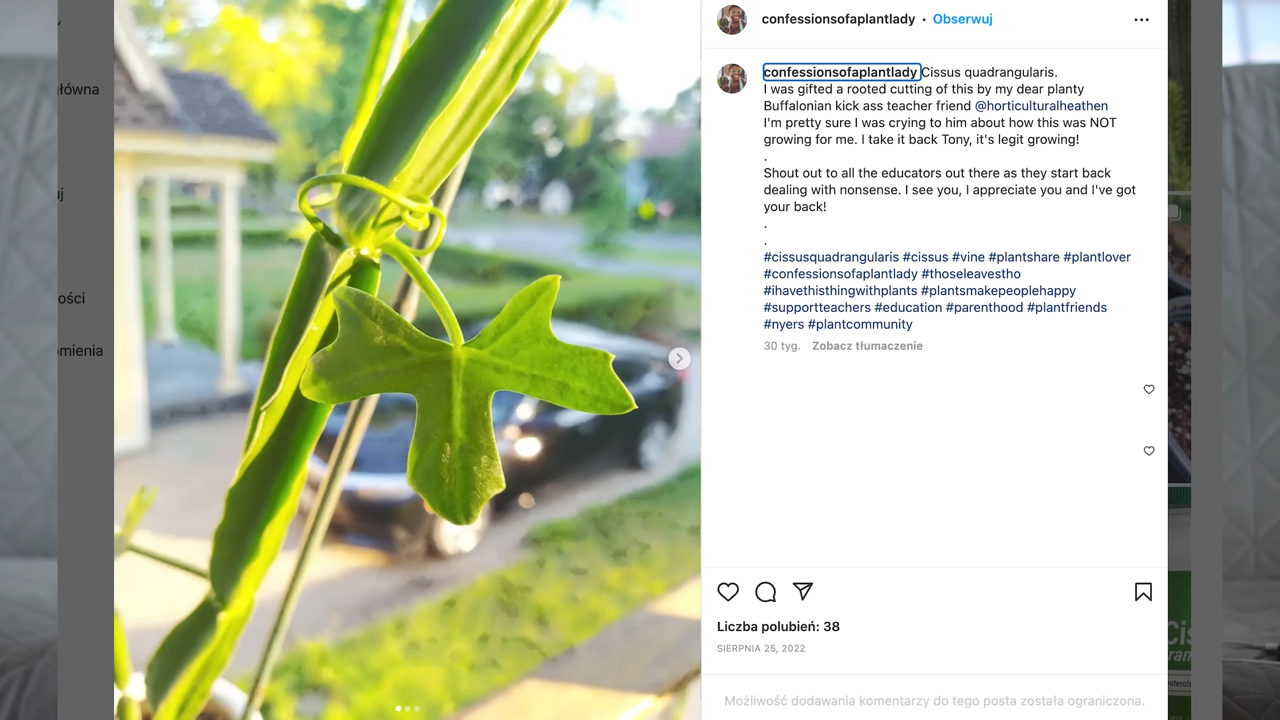 confessionsofaplantlady • Obserwuj
confessionsofaplantlady Cissus quadrangularis.
I was gifted a rooted cutting of this by my dear planty
Buffalonian kick ass teacher friend @horticulturalheathen
I'm pretty sure I was crying to him about how this was NOT
growing for me. I take it back Tony, it's legit growing!
.
Shout out to all the educators out there as they start back
dealing with nonsense. I see you, I appreciate you and I've got
your back!
.
.
#cissusquadrangularis #cissus #vine #plantshare #plantlover
#confessionsofaplantlady #thoseleavestho
#ihavethisthingwithplants #plantsmakepeoplehappy
#supportteachers #education #parenthood #plantfriends
#nyers #plantcommunity
30 tyg. Zobacz tłumaczenie
Liczba polubień: 38
SIERPNIA 25, 2022
Możliwość dodawania komentarzy do tego posta została ograniczona.